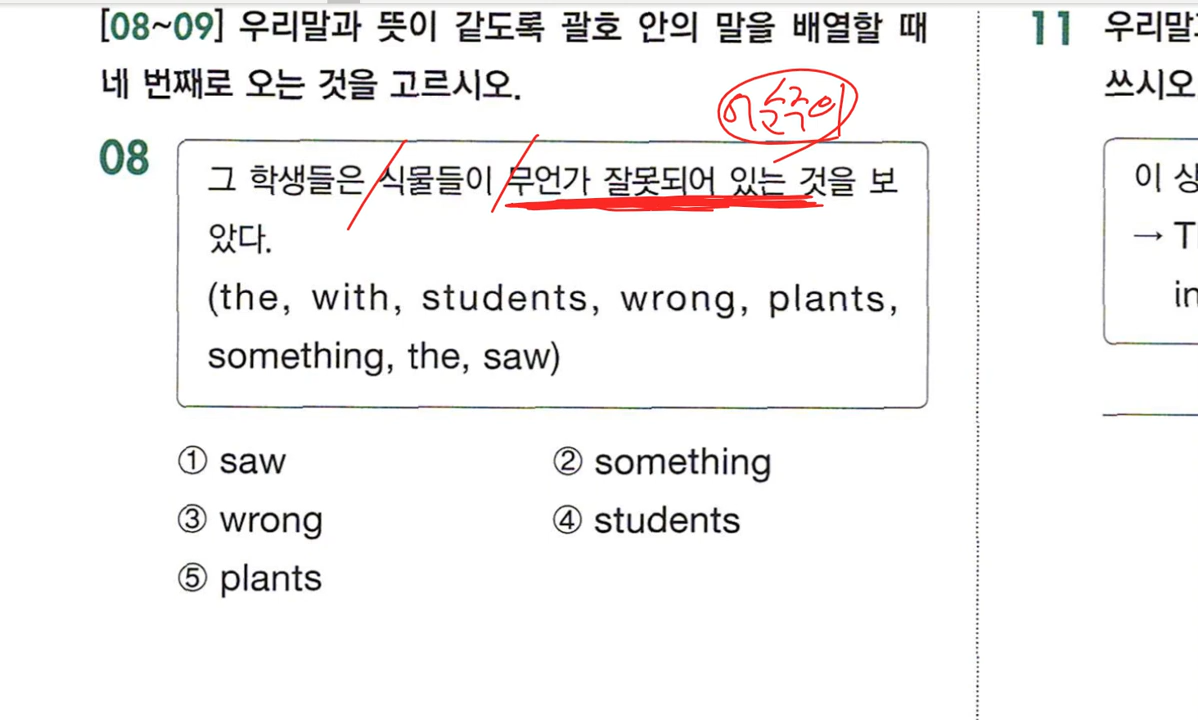 [08~09] 우리말과 뜻이 같도록 괄호 안의 말을 배열할 때
네 번째로 오는 것을 고르시오.
어순주의
08
그 학생들은 식물들이 무언가 잘못되어 있는 것을 보
았다.
(the, with, students, wrong, plants,
something, the, saw)
① saw
② something
③ wrong
④ students
⑤ plants
11
우리말
쓰시오
이 상
→ T
in